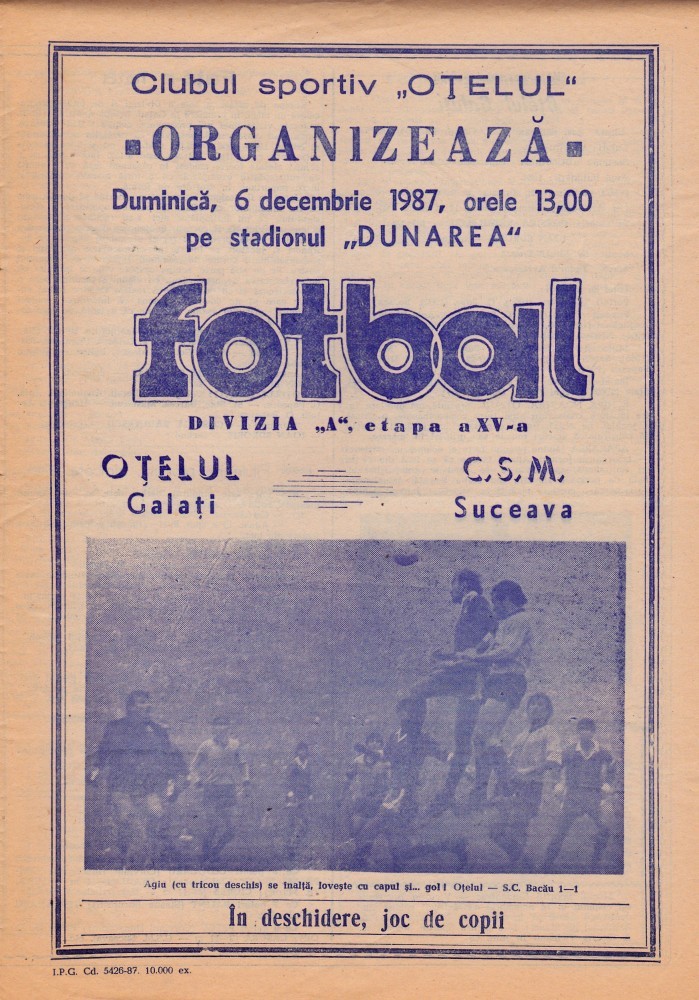 Clubul sportiv „OŢELUL“
ORGANIZEAZĂ
Duminică, 6 decembrie 1987, orele 13,00
pe stadionul „DUNAREA“
fotbal
DIVIZIA „A“, etapa a XV-a
OŢELUL
Galaţi
C.S.M.
Suceava
Agiu (cu tricou deschis) se înalţă, loveşte cu capul şi... gol! Oţelul — S.C. Bacău 1—1
În deschidere, joc de copii
I.P.G. Cd. 5426-87. 10.000 ex.